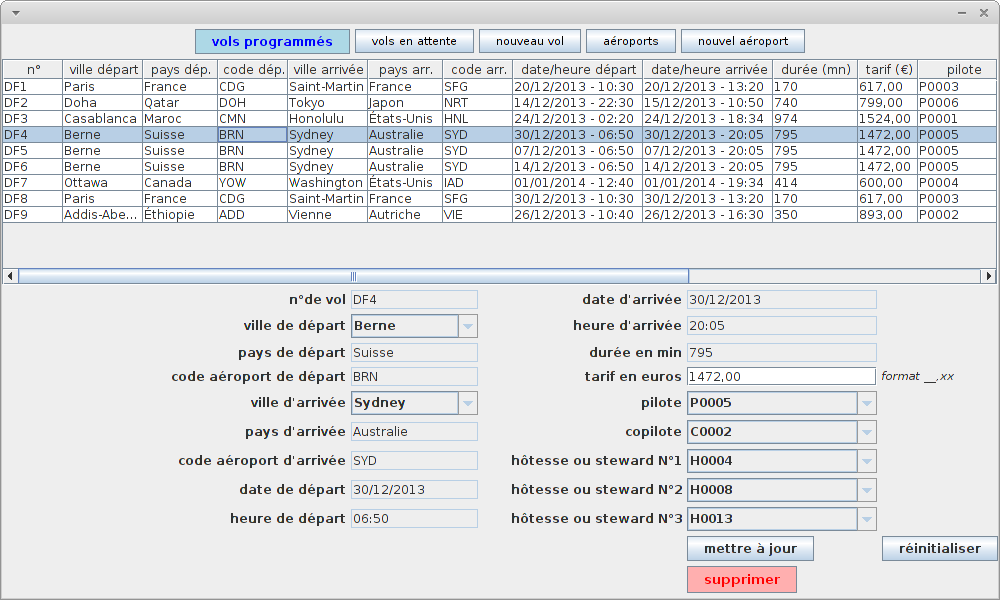 vols programmés vols en attente nouveau vol aéroports nouvel aéroport
n° ville départ pays dép. code dép. ville arrivée pays arr. code arr. date/heure départ date/heure arrivée durée (mn) tarif (€) pilote
DF1 Paris France CDG Saint-Martin France SFG 20/12/2013 - 10:30 20/12/2013 - 13:20 170 617,00 P0003
DF2 Doha Qatar DOH Tokyo Japon NRT 14/12/2013 - 22:30 15/12/2013 - 10:50 740 799,00 P0006
DF3 Casablanca Maroc CMN Honolulu États-Unis HNL 24/12/2013 - 02:20 24/12/2013 - 18:34 974 1524,00 P0001
DF4 Berne Suisse BRN Sydney Australie SYD 30/12/2013 - 06:50 30/12/2013 - 20:05 795 1472,00 P0005
DF5 Berne Suisse BRN Sydney Australie SYD 07/12/2013 - 06:50 07/12/2013 - 20:05 795 1472,00 P0005
DF6 Berne Suisse BRN Sydney Australie SYD 14/12/2013 - 06:50 14/12/2013 - 20:05 795 1472,00 P0005
DF7 Ottawa Canada YOW Washington États-Unis IAD 01/01/2014 - 12:40 01/01/2014 - 19:34 414 600,00 P0004
DF8 Paris France CDG Saint-Martin France SFG 30/12/2013 - 10:30 30/12/2013 - 13:20 170 617,00 P0003
DF9 Addis-Abe... Éthiopie ADD Vienne Autriche VIE 26/12/2013 - 10:40 26/12/2013 - 16:30 350 893,00 P0002
n°de vol DF4 date d'arrivée 30/12/2013
ville de départ Berne heure d'arrivée 20:05
pays de départ Suisse durée en min 795
code aéroport de départ BRN tarif en euros 1472,00 format __,xx
ville d'arrivée Sydney pilote P0005
pays d'arrivée Australie copilote C0002
code aéroport d'arrivée SYD hôtesse ou steward N°1 H0004
date de départ 30/12/2013 hôtesse ou steward N°2 H0008
heure de départ 06:50 hôtesse ou steward N°3 H0013
mettre à jour réinitialiser
supprimer